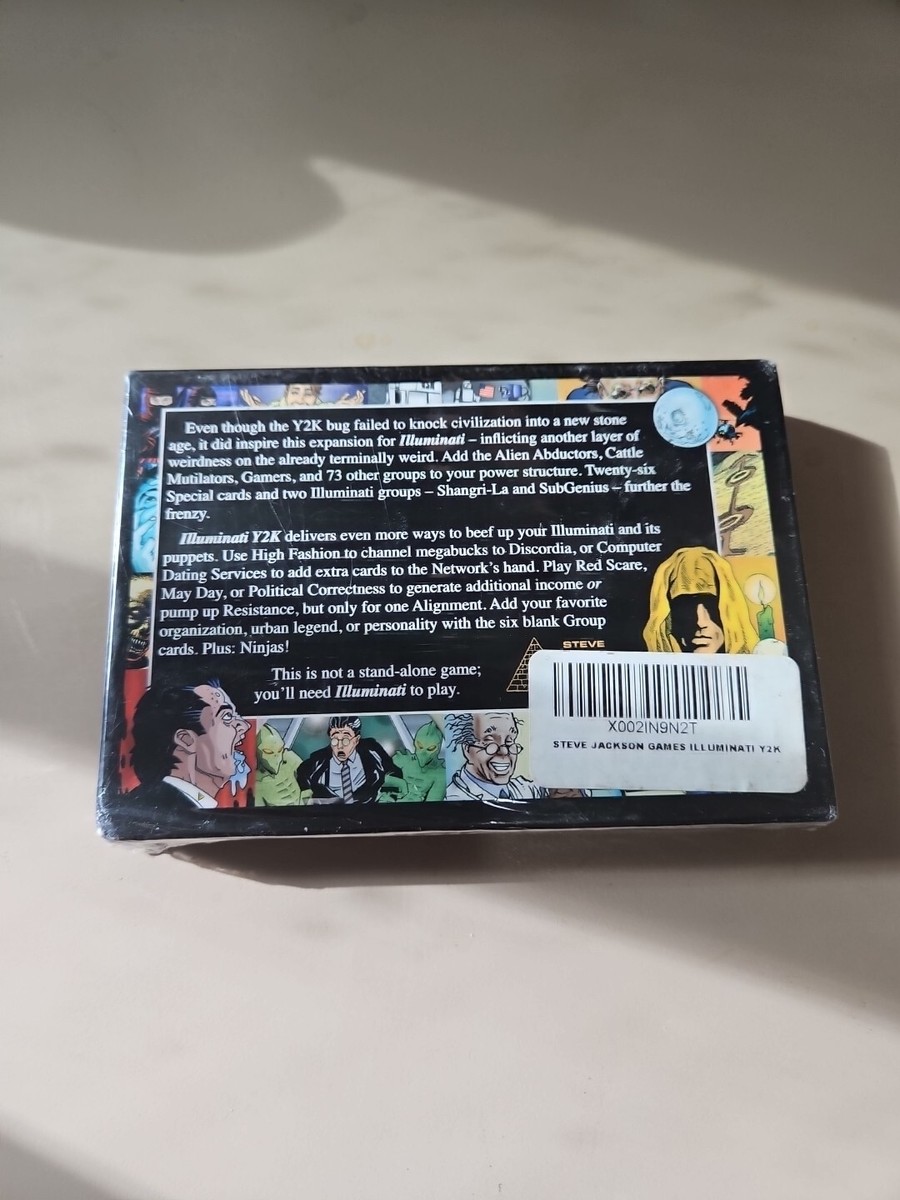 Even though the Y2K bug failed to knock civilization into a new stone
age, it did inspire this expansion for Illuminati – inflicting another layer of
weirdness on the already terminally weird. Add the Alien Abductors, Cattle
Mutilators, Gamers, and 73 other groups to your power structure. Twenty-six
Special cards and two Illuminati groups – Shangri-La and SubGenius – further the
frenzy.
Illuminati Y2K delivers even more ways to beef up your Illuminati and its
puppets. Use High Fashion to channel megabucks to Discordia, or Computer
Dating Services to add extra cards to the Network's hand. Play Red Scare,
May Day, or Political Correctness to generate additional income or
pump up Resistance, but only for one Alignment. Add your favorite
organization, urban legend, or personality with the six blank Group
cards. Plus: Ninjas!
This is not a stand-alone game;
you'll need Illuminati to play.
STEVE
X002IN9N2T
STEVE JACKSON GAMES ILLUMINATI Y2K